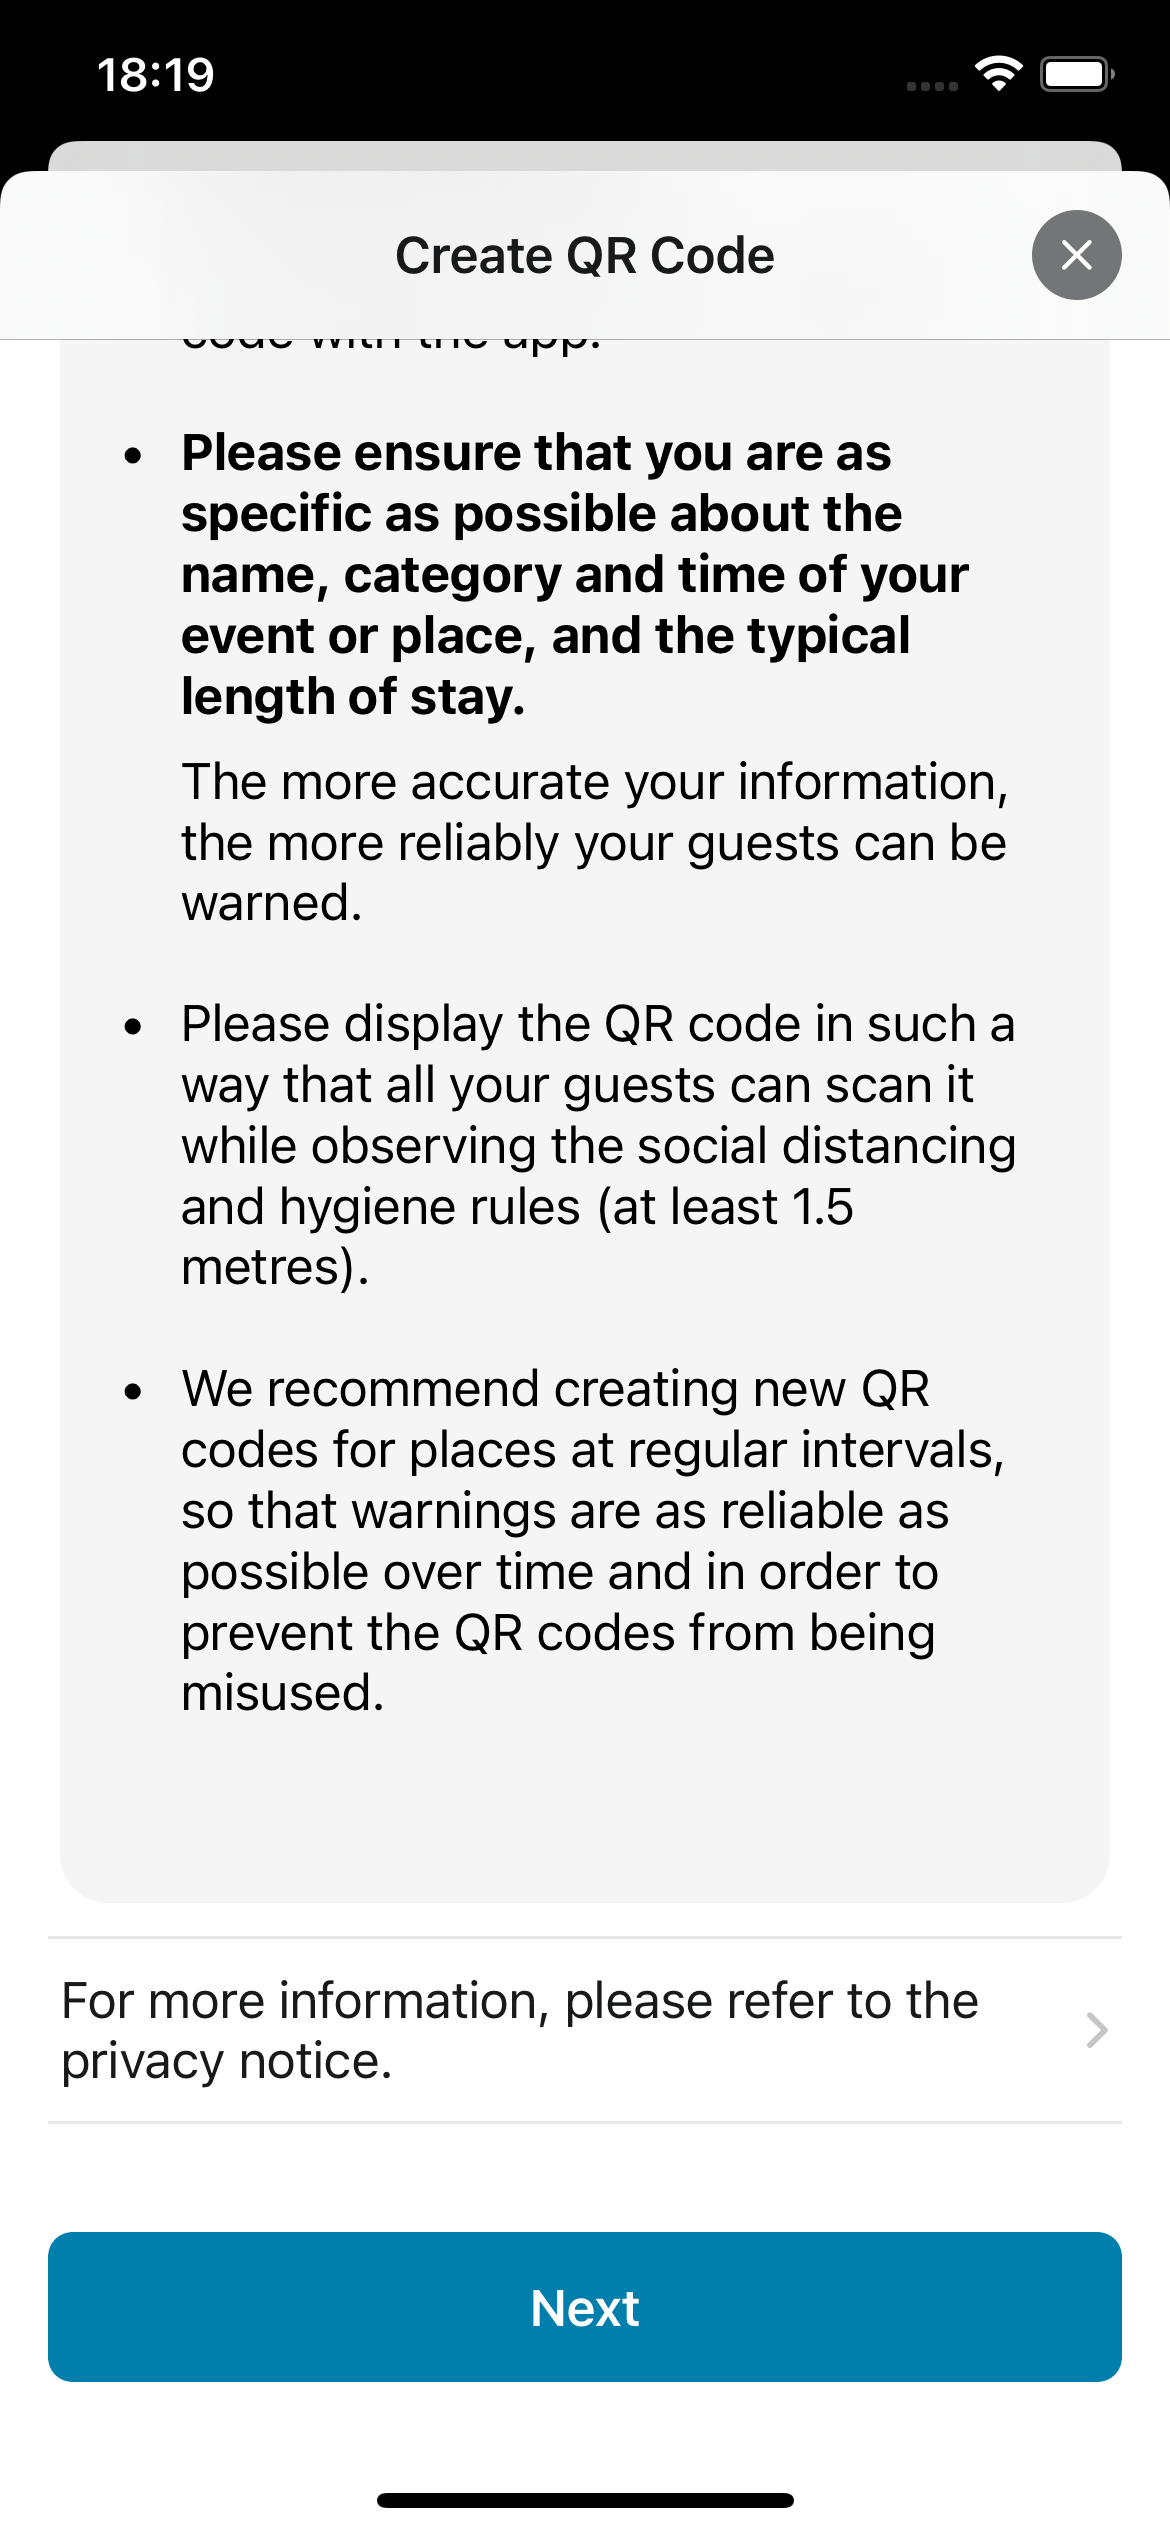 18:19
Create QR Code
code with the app.
• Please ensure that you are as
specific as possible about the
name, category and time of your
event or place, and the typical
length of stay.
The more accurate your information,
the more reliably your guests can be
warned.
• Please display the QR code in such a
way that all your guests can scan it
while observing the social distancing
and hygiene rules (at least 1.5
metres).
• We recommend creating new QR
codes for places at regular intervals,
so that warnings are as reliable as
possible over time and in order to
prevent the QR codes from being
misused.
For more information, please refer to the
privacy notice.
Next